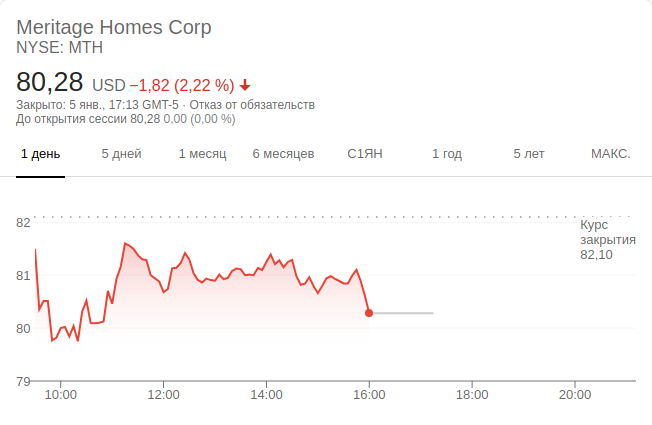 Meritage Homes Corp
NYSE: MTH
80,28 USD −1,82 (2,22 %)
Закрыто: 5 янв., 17:13 GMT-5 · Отказ от обязательств
До открытия сессии 80,28 0,00 (0,00 %)
1 день 5 дней 1 месяц 6 месяцев С1ЯН 1 год 5 лет МАКС.
82
Курс
закрытия
82,10
81
80
79
10:00 12:00 14:00 16:00 18:00 20:00